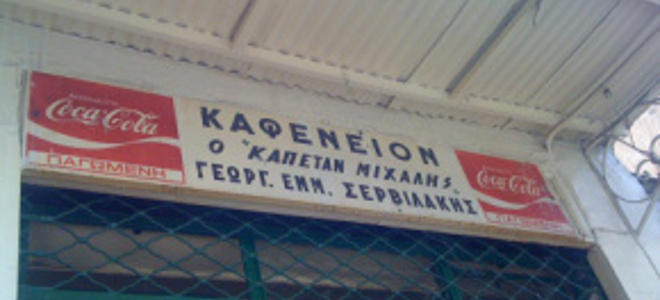 Coca-Cola
ΠΑΓΩΜΕΝΗ
ΚΑΦΕΝΕΙΟΝ
Ο "ΚΑΠΕΤΑΝ ΜΙΧΑΛΗΣ"
ΓΕΩΡΓ. ΕΜΜ. ΣΕΡΒΙΛΑΚΗΣ
Coca-Cola
ΠΑΓΩΜΕΝΗ